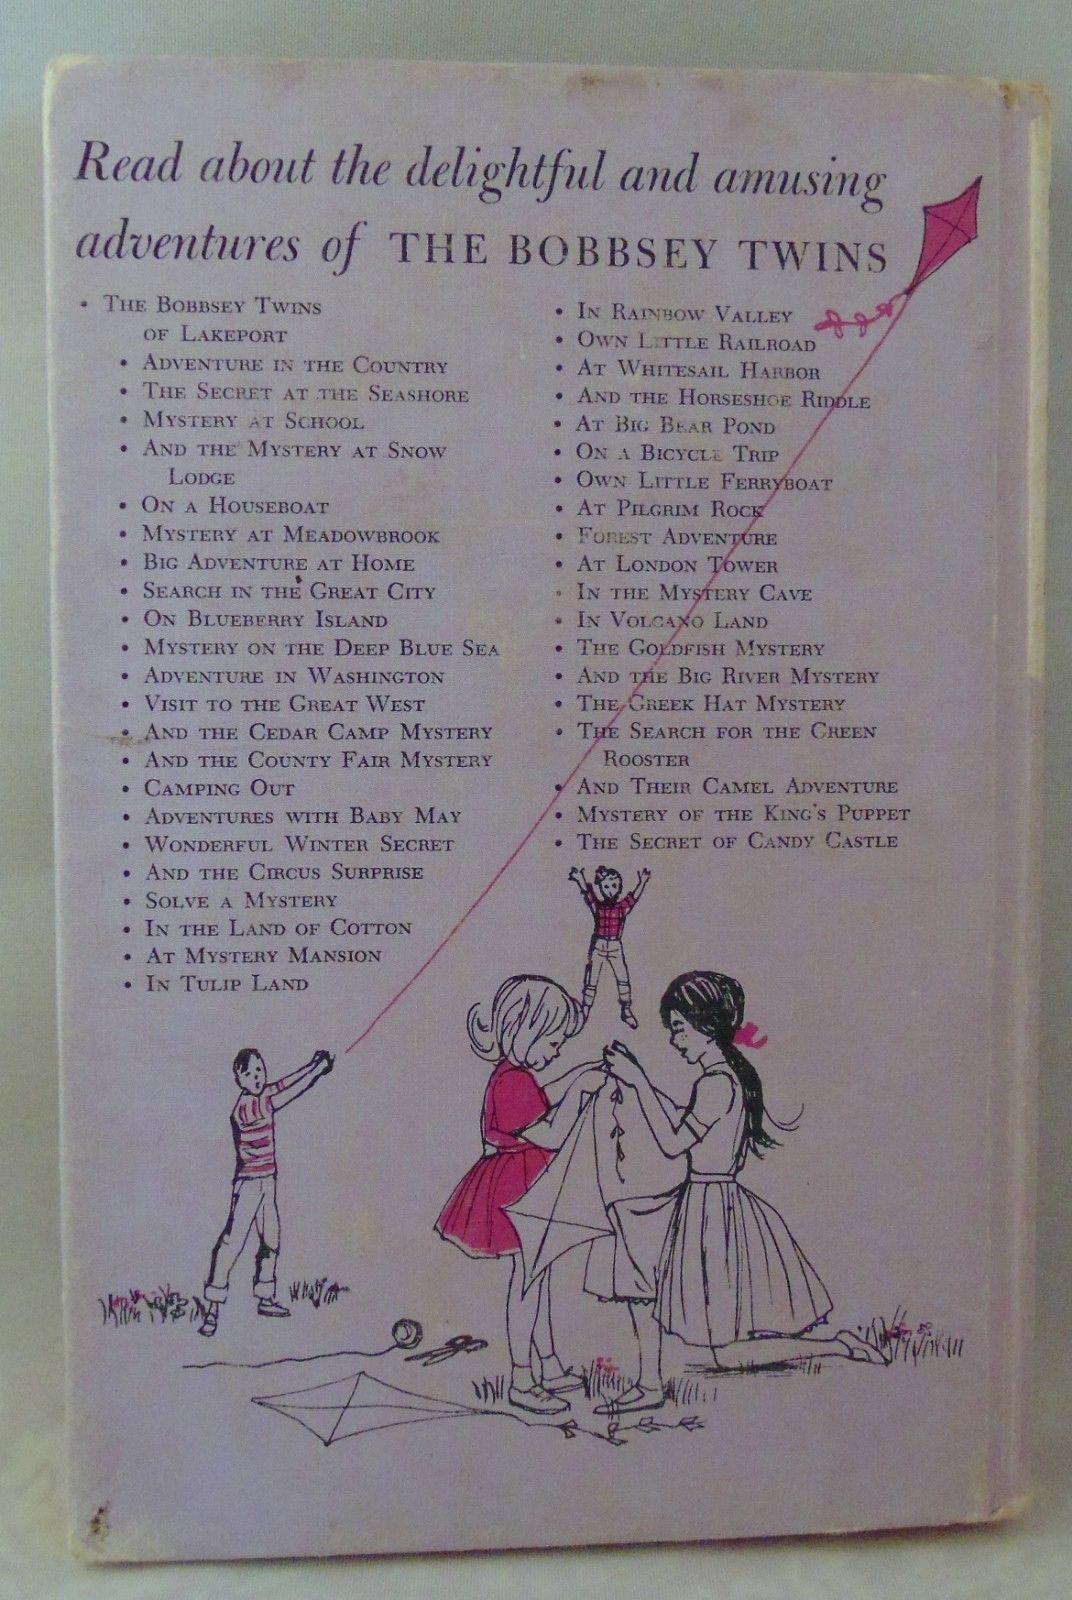 Read about the delightful and amusing
adventures of THE BOBBSEY TWINS
• The Bobbsey Twins
of Lakeport
• Adventure in the Country
• The Secret at the Seashore
• Mystery at School
• And the Mystery at Snow
Lodge
• On a Houseboat
• Mystery at Meadowbrook
• Big Adventure at Home
• Search in the Great City
• On Blueberry Island
• Mystery on the Deep Blue Sea
• Adventure in Washington
• Visit to the Great West
• And the Cedar Camp Mystery
• And the County Fair Mystery
• Camping Out
• Adventures with Baby May
• Wonderful Winter Secret
• And the Circus Surprise
• Solve a Mystery
• In the Land of Cotton
• At Mystery Mansion
• In Tulip Land
• In Rainbow Valley
• Own Little Railroad
• At Whitesail Harbor
• And the Horseshoe Riddle
• At Big Bear Pond
• On a Bicycle Trip
• Own Little Ferryboat
• At Pilgrim Rock
• Forest Adventure
• At London Tower
• In the Mystery Cave
• In Volcano Land
• The Goldfish Mystery
• And the Big River Mystery
• The Greek Hat Mystery
• The Search for the Green
Rooster
• And Their Camel Adventure
• Mystery of the King's Puppet
• The Secret of Candy Castle